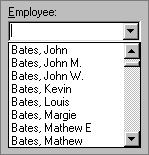 Employee:
Bates, John
Bates, John M.
Bates, John W.
Bates, Kevin
Bates, Louis
Bates, Margie
Bates, Mathew E
Bates, Mathew